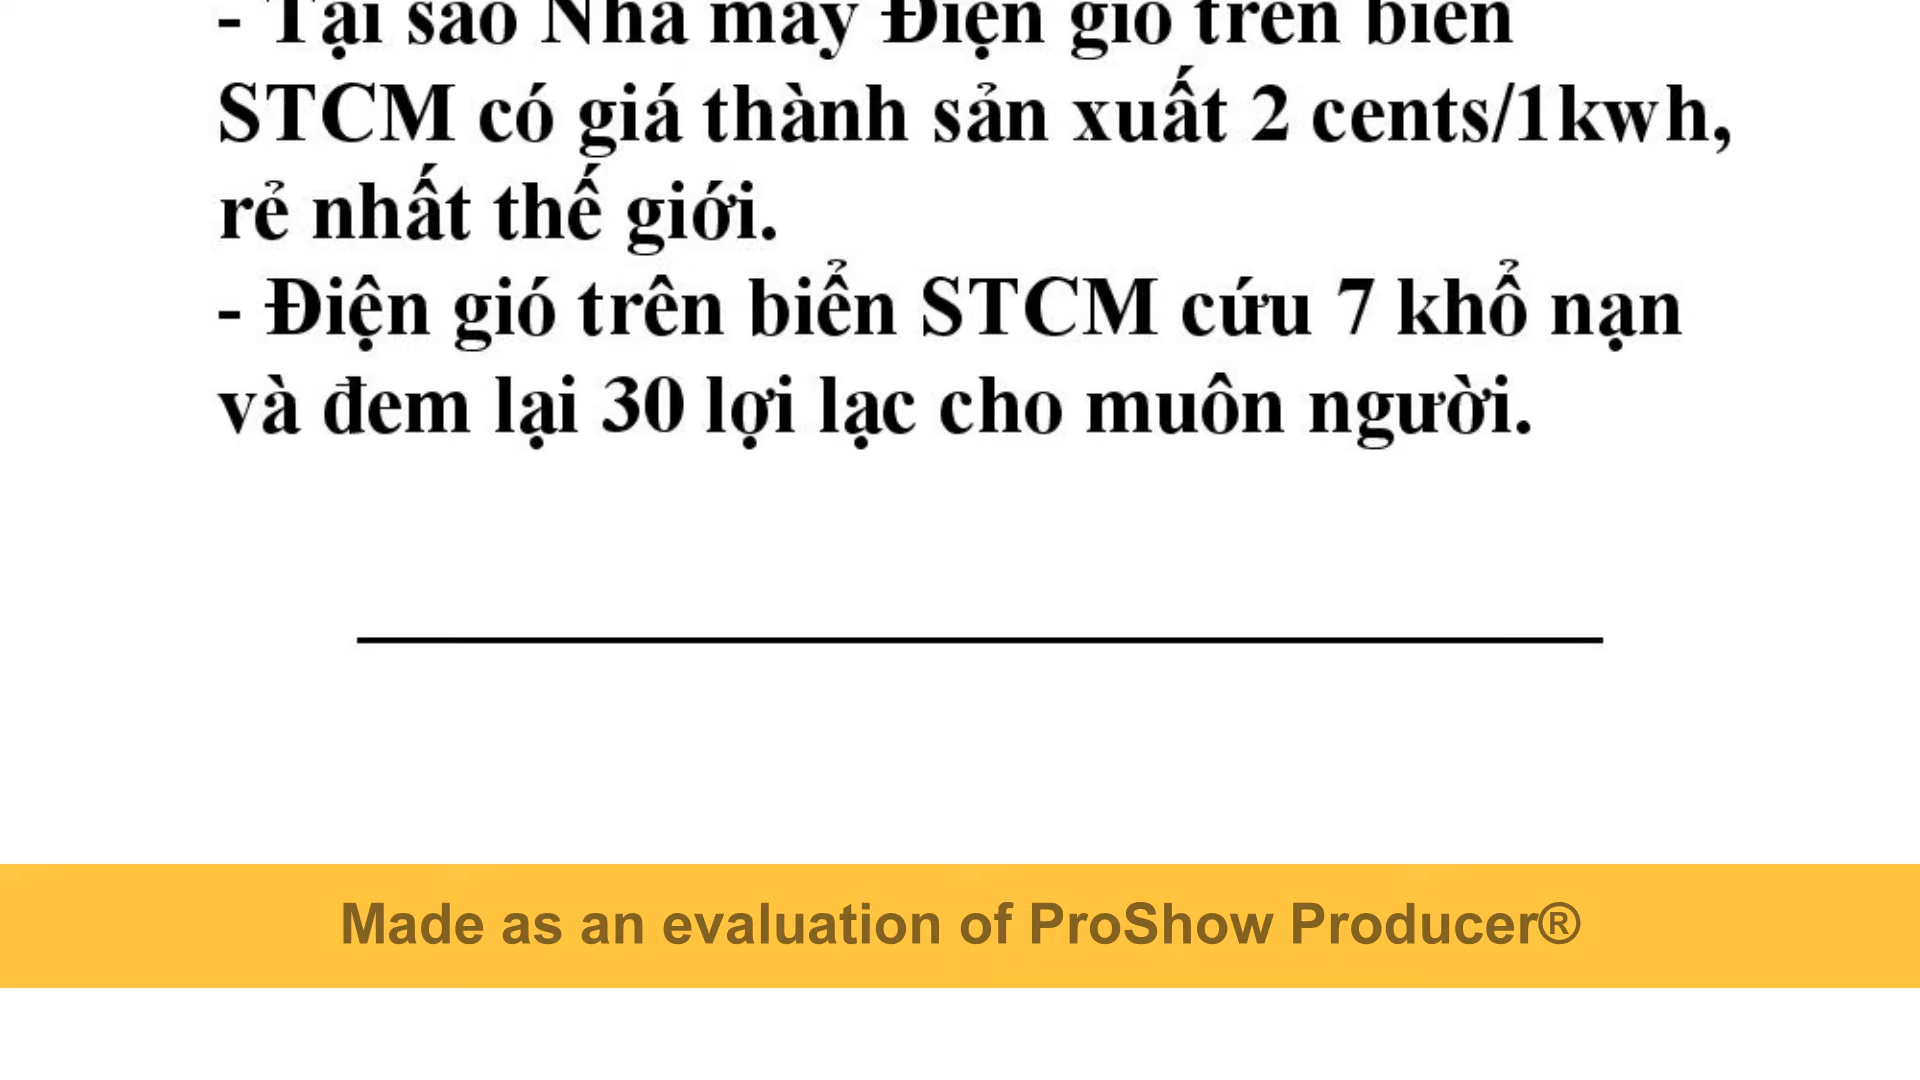 - Tại sao Nhà máy Điện gió trên biển
STCM có giá thành sản xuất 2 cents/1kwh,
rẻ nhất thế giới.
- Điện gió trên biển STCM cứu 7 khổ nạn
và đem lại 30 lợi lạc cho muôn người.
Made as an evaluation of ProShow Producer®